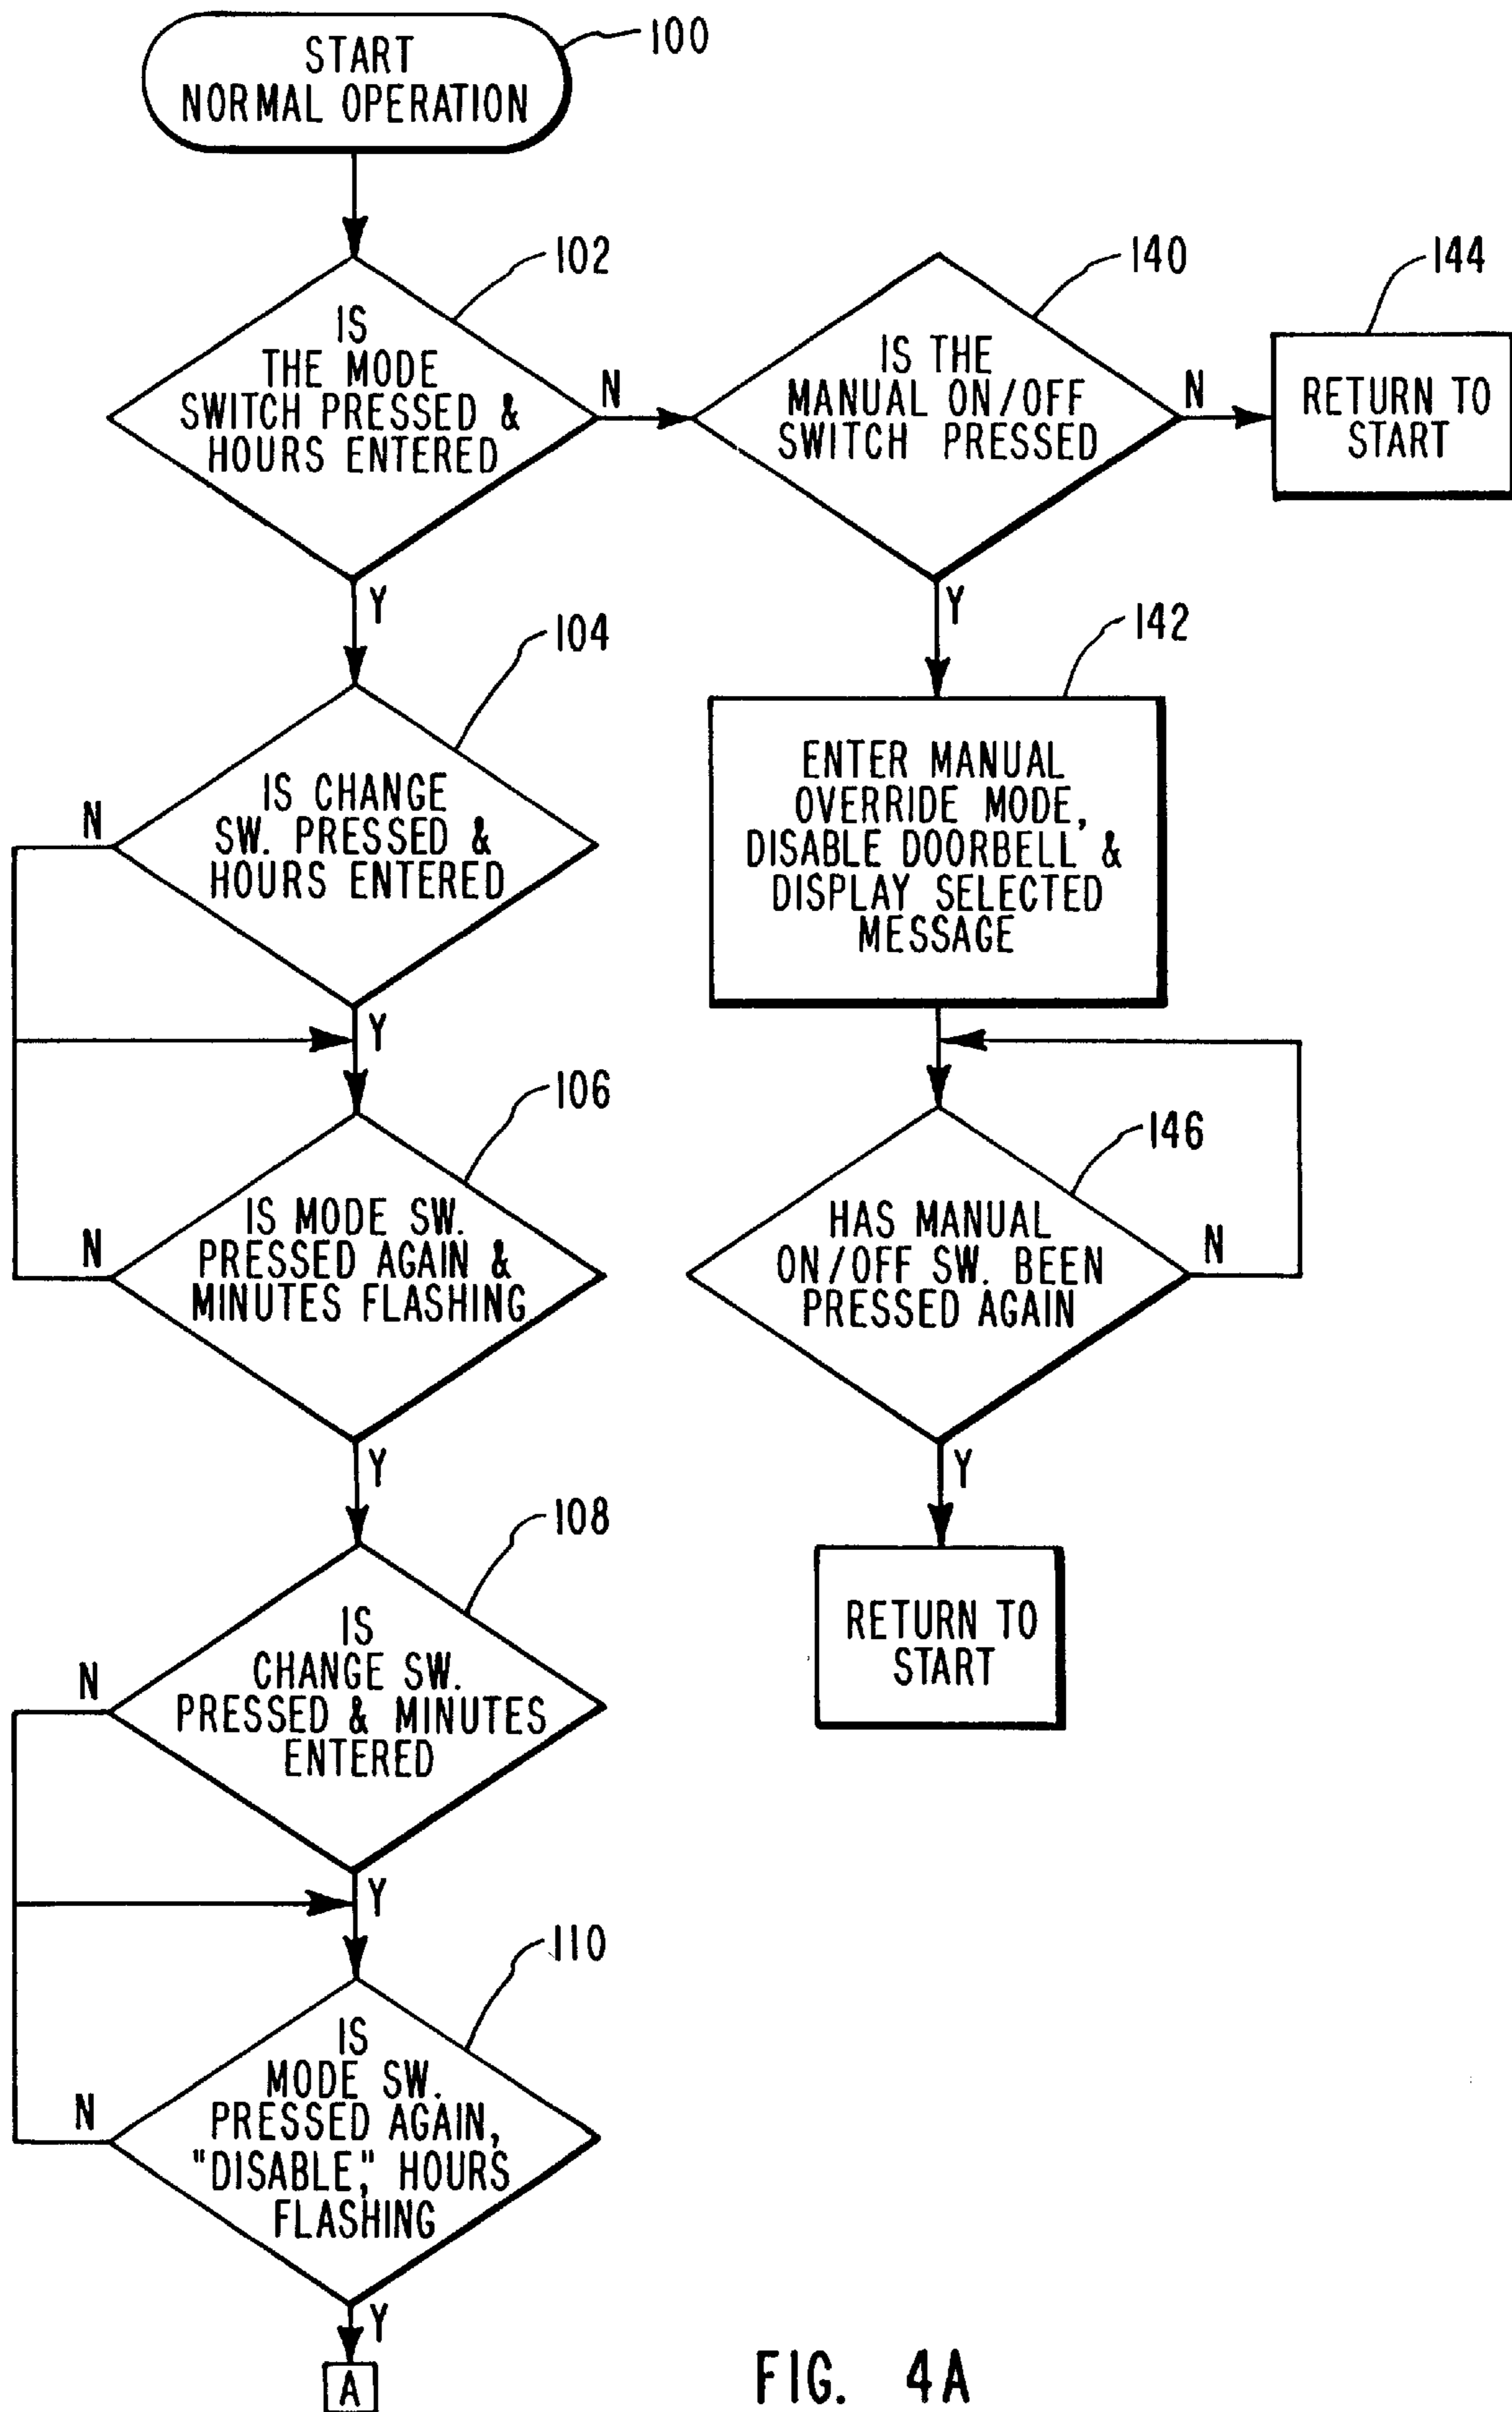 START
NORMAL OPERATION
100
IS
THE MODE
SWITCH PRESSED &
HOURS ENTERED
102
N
Y
IS THE
MANUAL ON/OFF
SWITCH PRESSED
140
N
Y
RETURN TO
START
144
IS CHANGE
SW. PRESSED &
HOURS ENTERED
104
N
Y
ENTER MANUAL
OVERRIDE MODE,
DISABLE DOORBELL &
DISPLAY SELECTED
MESSAGE
142
IS MODE SW.
PRESSED AGAIN &
MINUTES FLASHING
106
N
Y
HAS MANUAL
ON/OFF SW. BEEN
PRESSED AGAIN
146
N
Y
RETURN TO
START
IS
CHANGE SW.
PRESSED & MINUTES
ENTERED
108
N
Y
IS
MODE SW.
PRESSED AGAIN,
"DISABLE," HOURS
FLASHING
110
N
Y
A
FIG. 4A